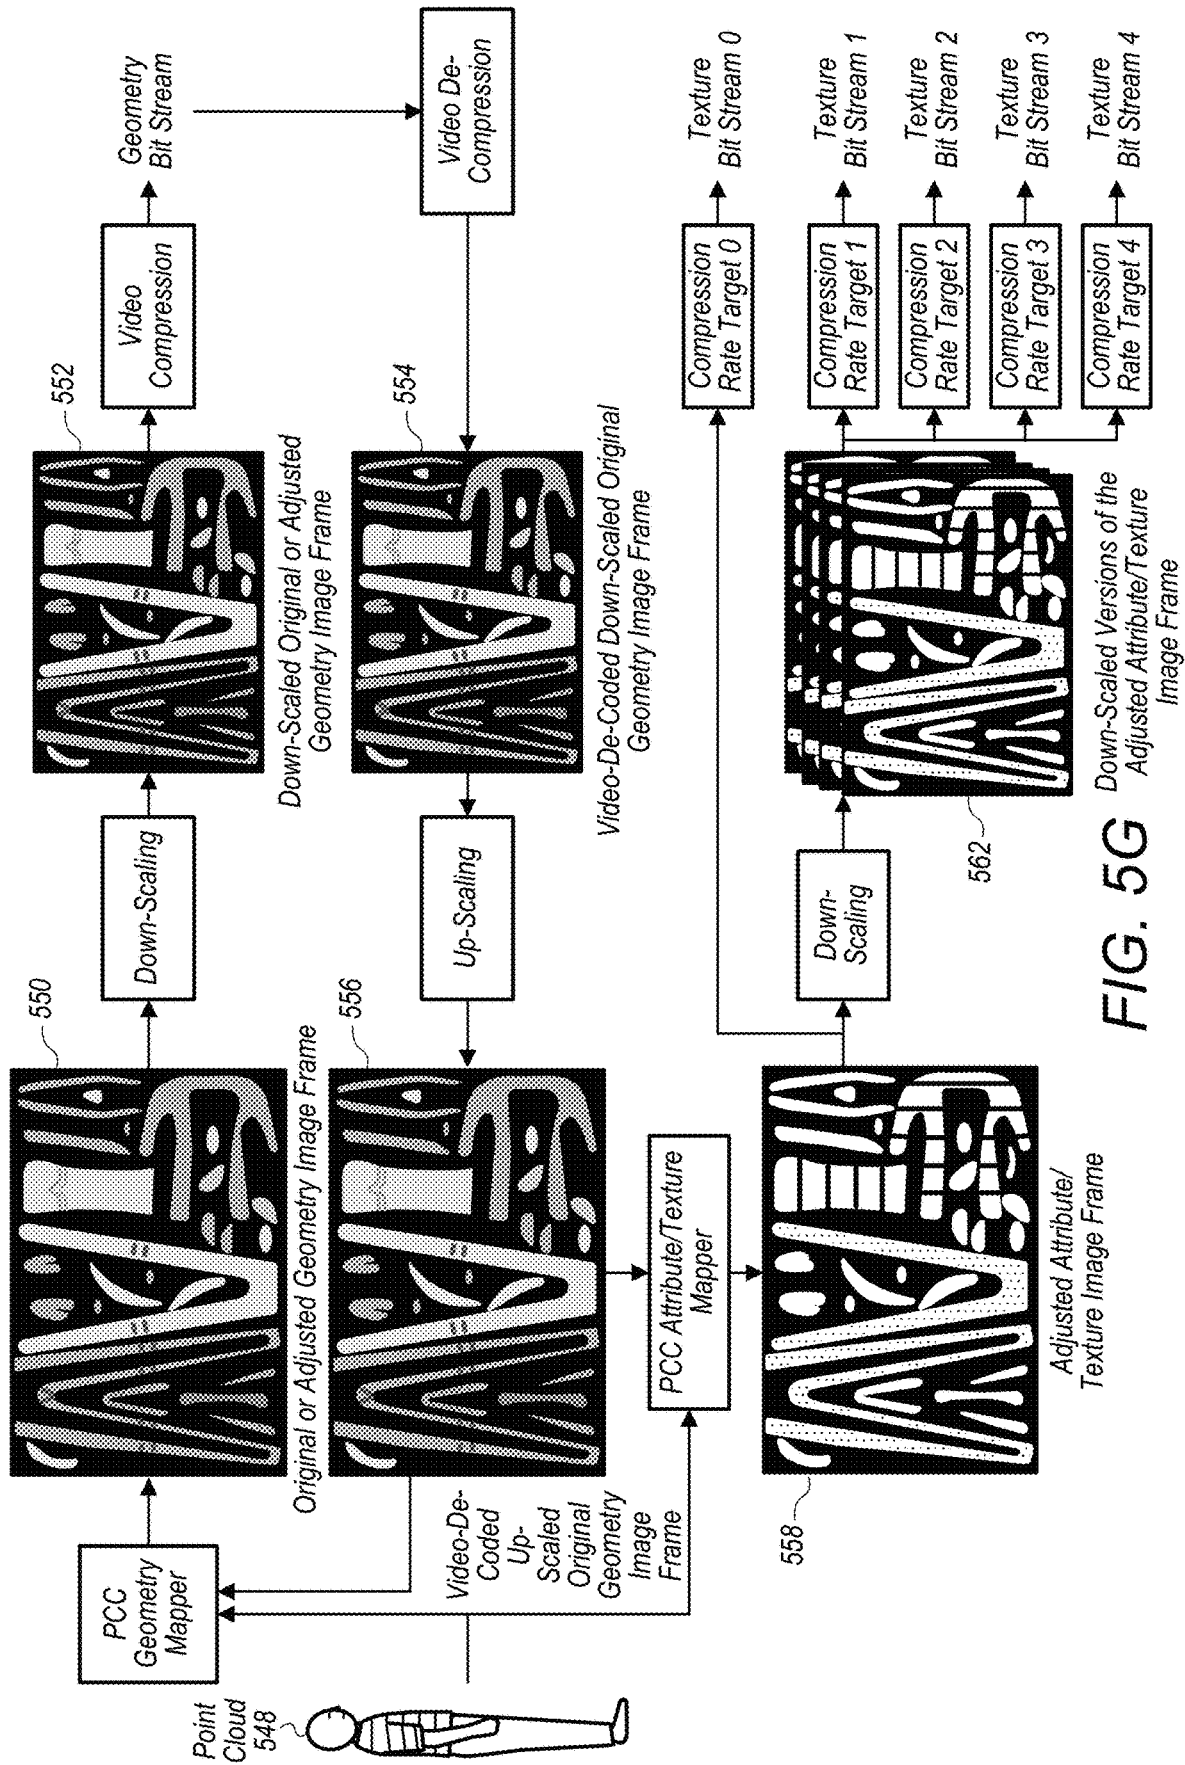 Point
Cloud
548
PCC
Geometry
Mapper
550
Original or Adjusted Geometry Image Frame
Down-Scaling
552
Down-Scaled Original or Adjusted
Geometry Image Frame
Video
Compression
Geometry
Bit Stream
Video De-
Compression
554
Video-De-Coded Down-Scaled Original
Geometry Image Frame
Up-Scaling
556
Video-De-
Coded
Up-
Scaled
Original
Geometry
Image
Frame
PCC Attribute/Texture
Mapper
558
Adjusted Attribute/
Texture Image Frame
Down-
Scaling
562
Down-Scaled Versions of the
Adjusted Attribute/Texture
Image Frame
Compression
Rate Target 0
Texture
Bit Stream 0
Compression
Rate Target 1
Texture
Bit Stream 1
Compression
Rate Target 2
Texture
Bit Stream 2
Compression
Rate Target 3
Texture
Bit Stream 3
Compression
Rate Target 4
Texture
Bit Stream 4
FIG. 5G